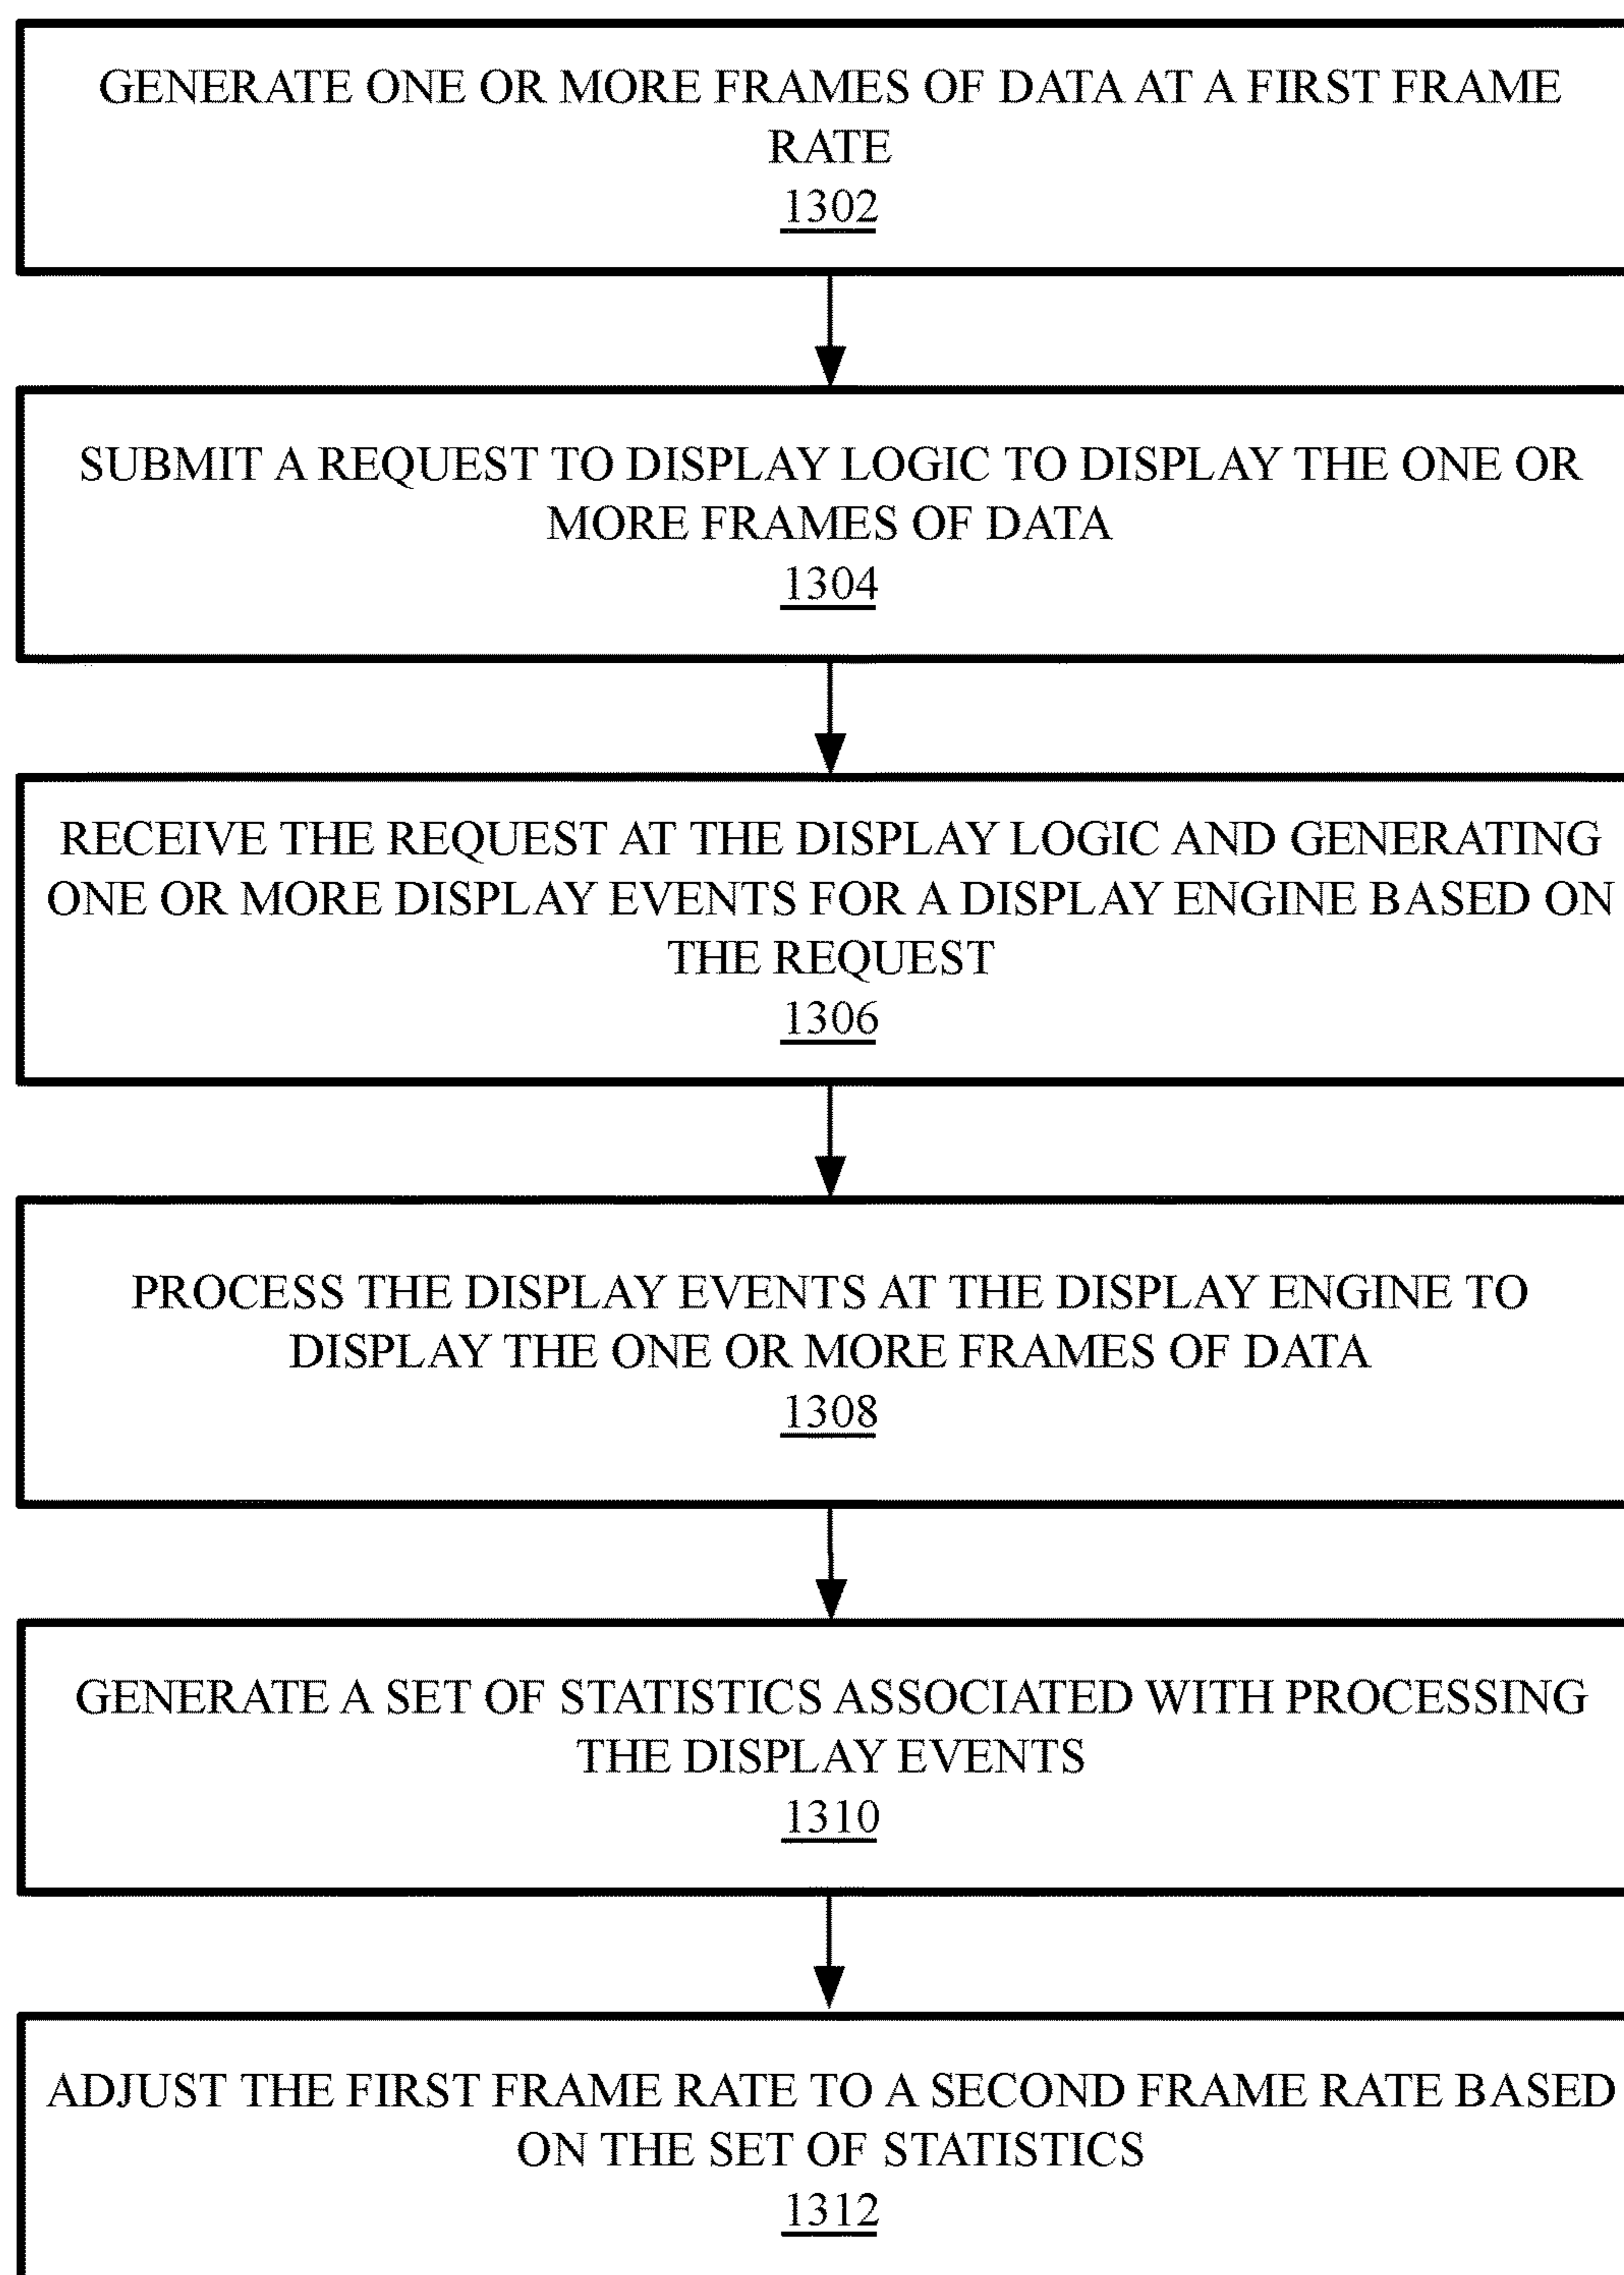 GENERATE ONE OR MORE FRAMES OF DATA AT A FIRST FRAME
RATE
1302
SUBMIT A REQUEST TO DISPLAY LOGIC TO DISPLAY THE ONE OR
MORE FRAMES OF DATA
1304
RECEIVE THE REQUEST AT THE DISPLAY LOGIC AND GENERATING
ONE OR MORE DISPLAY EVENTS FOR A DISPLAY ENGINE BASED ON
THE REQUEST
1306
PROCESS THE DISPLAY EVENTS AT THE DISPLAY ENGINE TO
DISPLAY THE ONE OR MORE FRAMES OF DATA
1308
GENERATE A SET OF STATISTICS ASSOCIATED WITH PROCESSING
THE DISPLAY EVENTS
1310
ADJUST THE FIRST FRAME RATE TO A SECOND FRAME RATE BASED
ON THE SET OF STATISTICS
1312